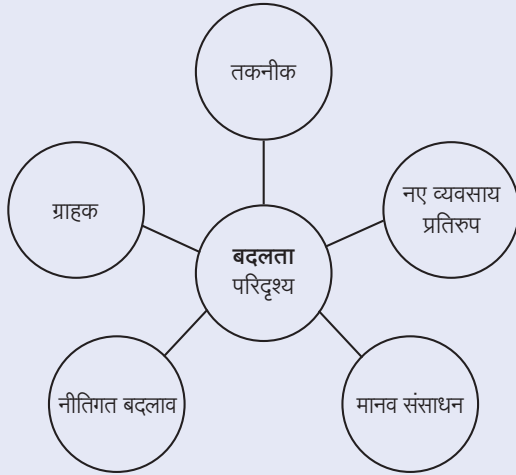 तकनीक
ग्राहक
नए व्यवसाय
प्रतिरुप
बदलता
परिदृश्य
नीतिगत बदलाव
मानव संसाधन